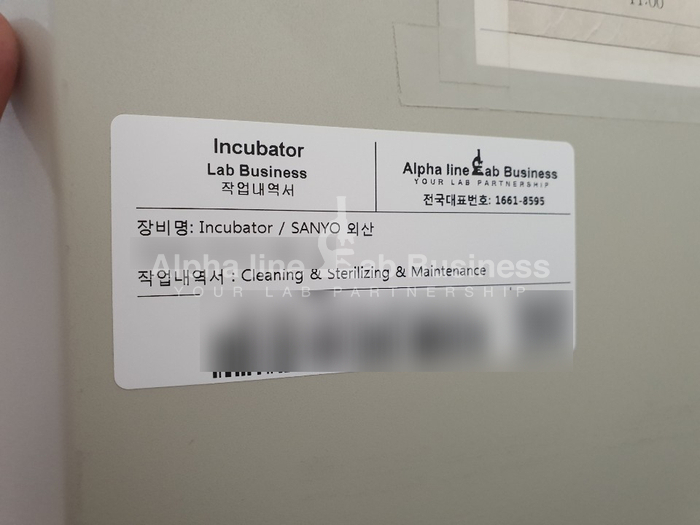 11:00
Incubator
Lab Business
작업내역서
Alpha line Lab Business
YOUR LAB PARTNERSHIP
전국대표번호: 1661-8595
장비명: Incubator / SANYO 외산
작업내역서 : Cleaning & Sterilizing & Maintenance
Alpha line Lab Business
YOUR LAB PARTNERSHIP